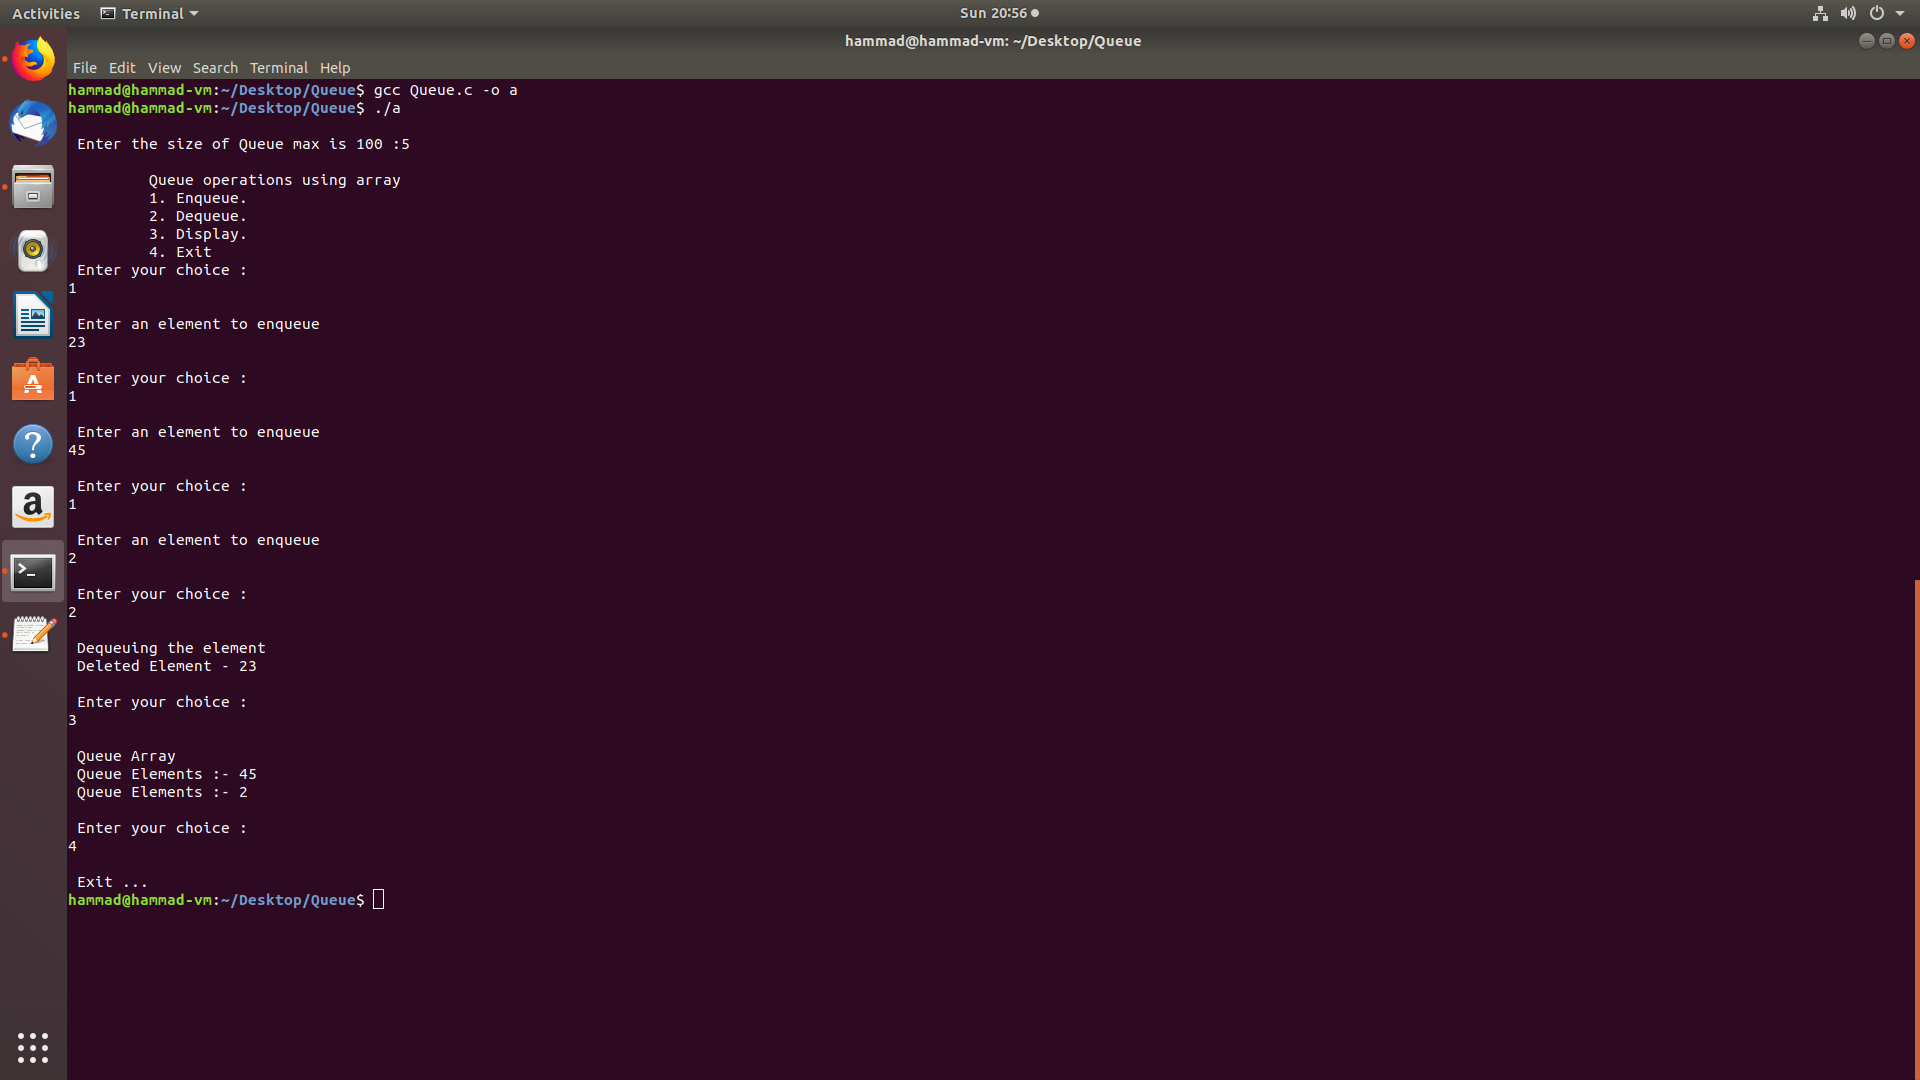 Activities Terminal Sun 20:56
hammad@hammad-vm: ~/Desktop/Queue
File Edit View Search Terminal Help
hammad@hammad-vm:~/Desktop/Queue$ gcc Queue.c -o a
hammad@hammad-vm:~/Desktop/Queue$ ./a
Enter the size of Queue max is 100 :5
Queue operations using array
1. Enqueue.
2. Dequeue.
3. Display.
4. Exit
Enter your choice :
1
Enter an element to enqueue
23
Enter your choice :
1
Enter an element to enqueue
45
Enter your choice :
1
Enter an element to enqueue
2
Enter your choice :
2
Dequeuing the element
Deleted Element - 23
Enter your choice :
3
Queue Array
Queue Elements :- 45
Queue Elements :- 2
Enter your choice :
4
Exit ...
hammad@hammad-vm:~/Desktop/Queue$